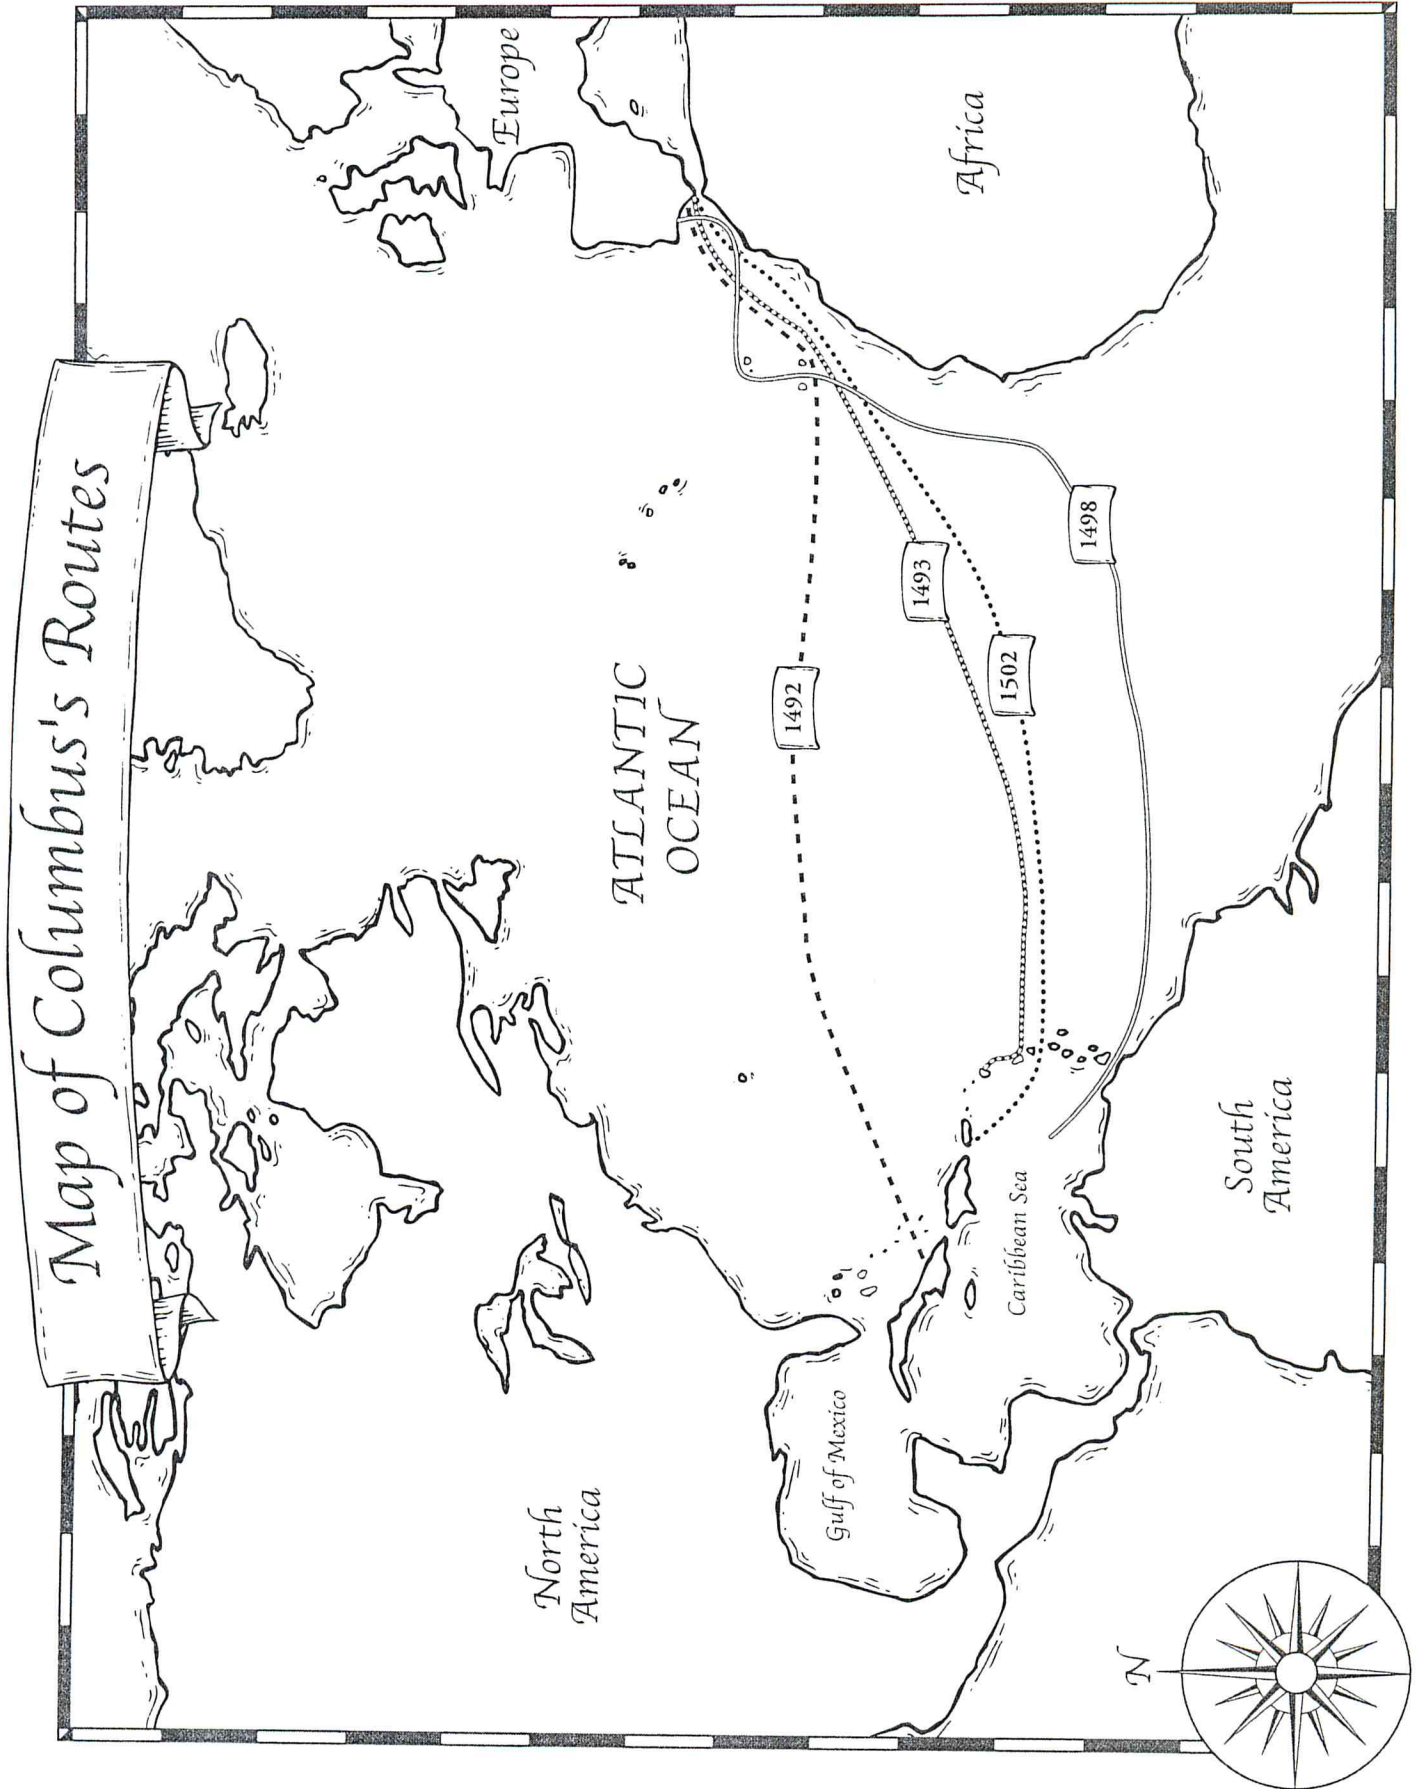 Map of Columbus's Routes
Europe
Africa
ATLANTIC
OCEAN
1492
1493
1502
1498
North
America
Gulf of Mexico
Caribbean Sea
South
America
N